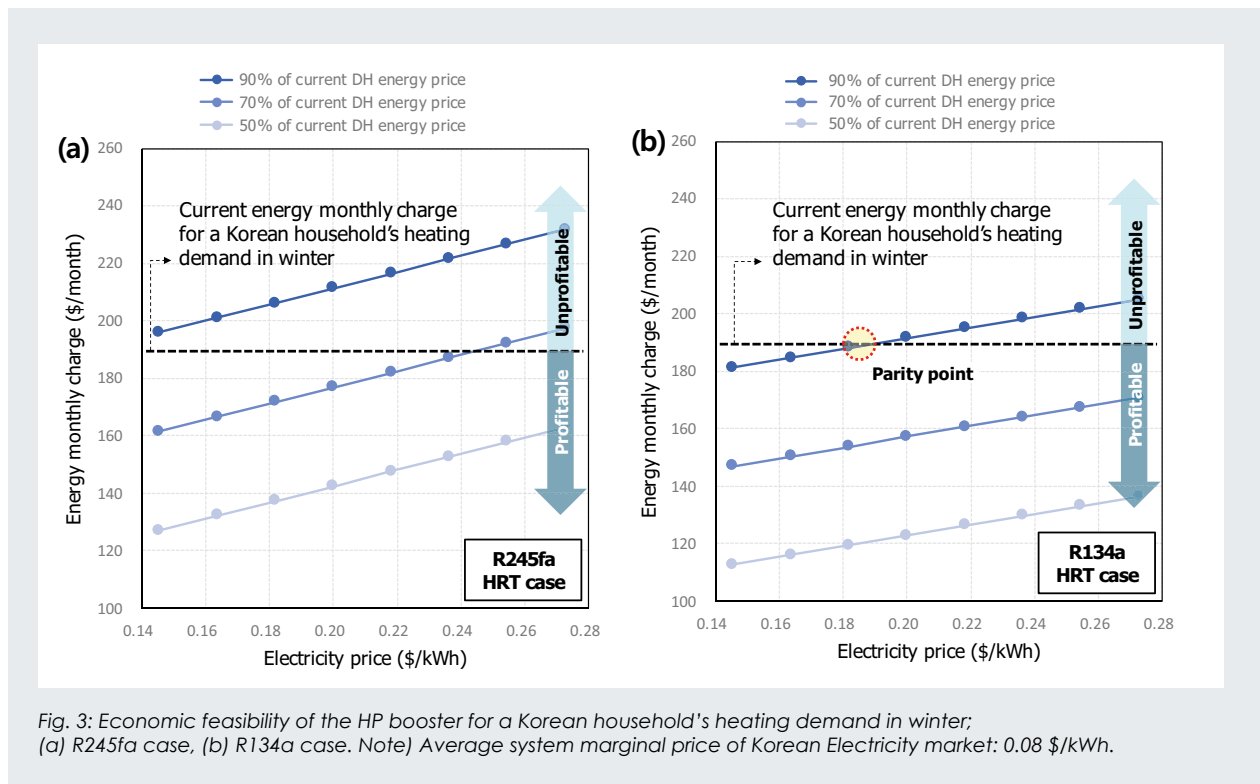 90% of current DH energy price
70% of current DH energy price
50% of current DH energy price
(a)
260
240
220
200
180
160
140
120
100
Energy monthly charge ($/month)
Current energy monthly charge
for a Korean household's heating
demand in winter
Unprofitable
Profitable
R245fa
HRT case
0.14 0.16 0.18 0.20 0.22 0.24 0.26 0.28
Electricity price ($/kWh)
90% of current DH energy price
70% of current DH energy price
50% of current DH energy price
(b)
260
240
220
200
180
160
140
120
100
Energy monthly charge ($/month)
Current energy monthly charge
for a Korean household's heating
demand in winter
Unprofitable
Parity point
Profitable
R134a
HRT case
0.14 0.16 0.18 0.20 0.22 0.24 0.26 0.28
Electricity price ($/kWh)
Fig. 3: Economic feasibility of the HP booster for a Korean household's heating demand in winter;
(a) R245fa case, (b) R134a case. Note) Average system marginal price of Korean Electricity market: 0.08 $/kWh.